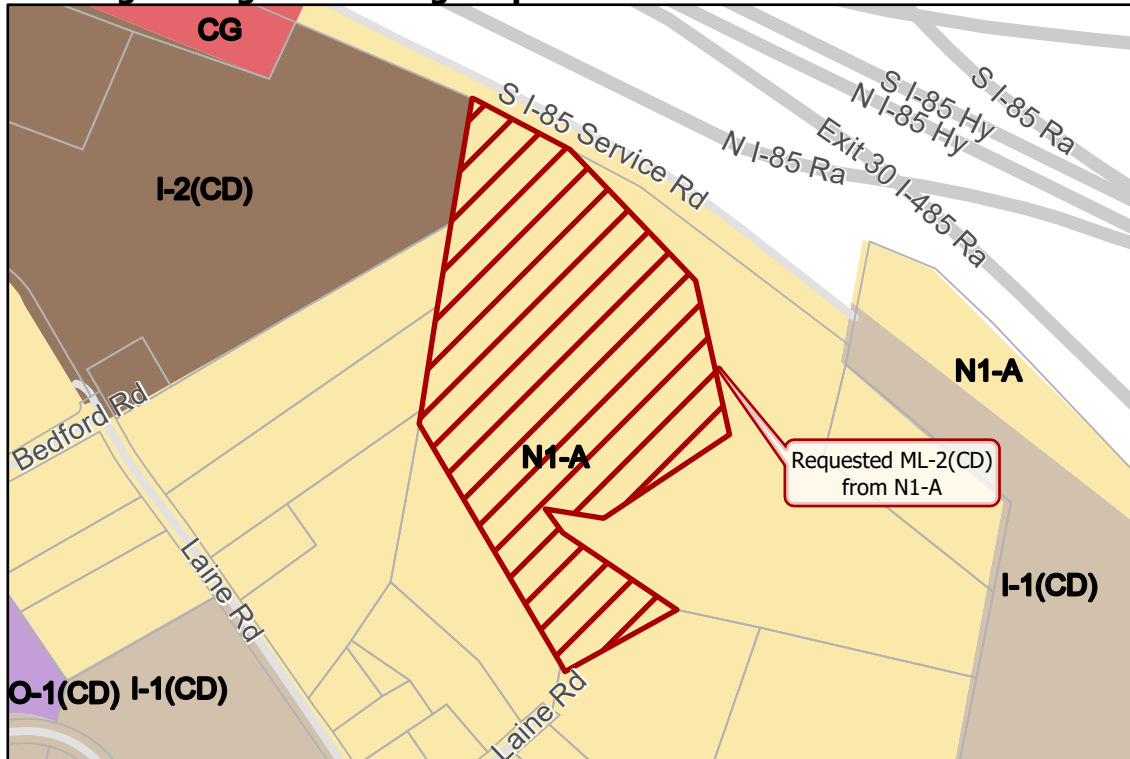 CG
S I-85 Ra
S I-85 Hy
N I-85 Hy
S I-85 Service Rd
N I-85 Ra
Exit 30 I-485 Ra
I-2(CD)
N1-A
Bedford Rd
N1-A
Requested ML-2(CD)
from N1-A
Laine Rd
I-1(CD)
O-1(CD)
I-1(CD)
Laine Rd